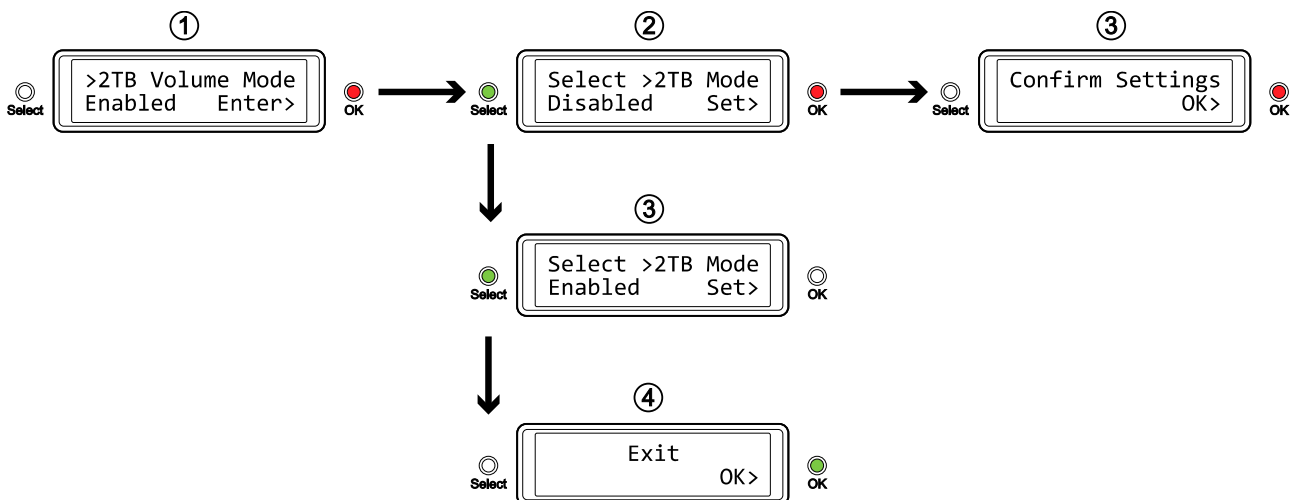 ①
>2TB Volume Mode
Enabled Enter>
Select
OK
②
Select >2TB Mode
Disabled Set>
Select
OK
③
Confirm Settings
OK>
Select
OK
③
Select >2TB Mode
Enabled Set>
Select
OK
④
Exit
OK>
Select
OK